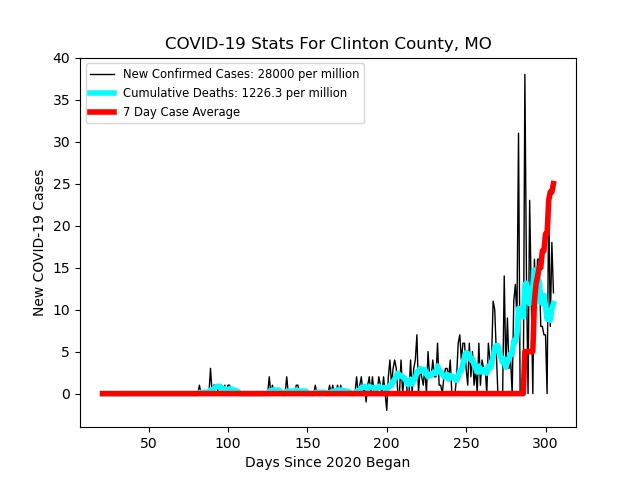 COVID-19 Stats For Clinton County, MO
New Confirmed Cases: 28000 per million
Cumulative Deaths: 1226.3 per million
7 Day Case Average
40
35
30
25
20
15
10
5
0
New COVID-19 Cases
50 100 150 200 250 300
Days Since 2020 Began